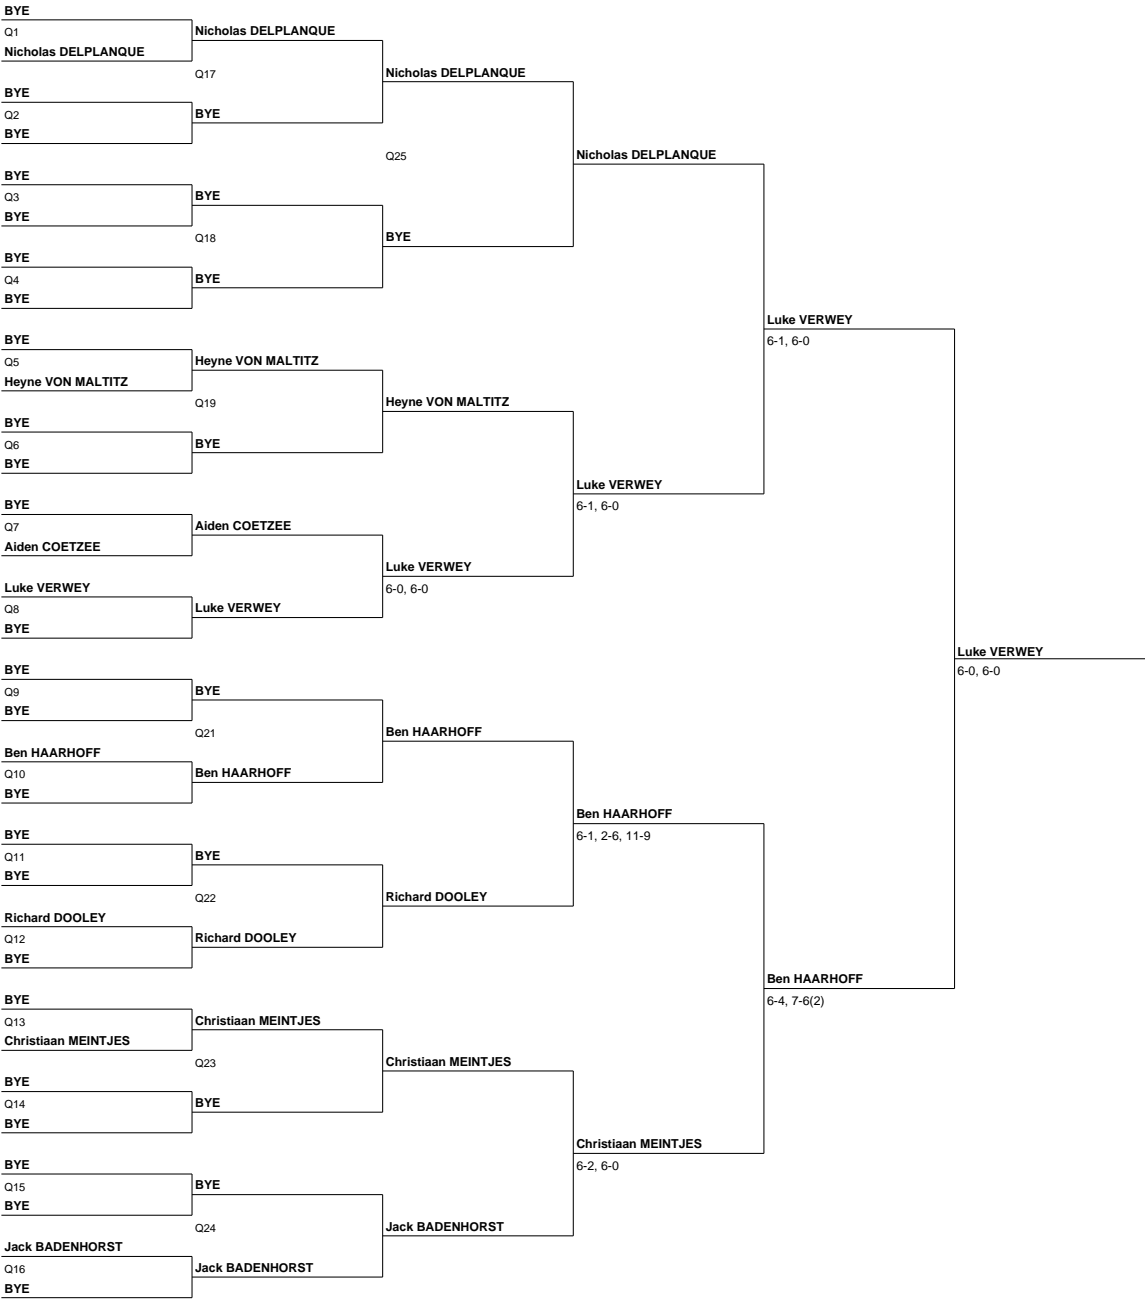 BYE
Q1
Nicholas DELPLANQUE
Nicholas DELPLANQUE
Q17
Nicholas DELPLANQUE
BYE
Q2
BYE
BYE
Q25
Nicholas DELPLANQUE
BYE
Q3
BYE
BYE
Q18
BYE
BYE
Q4
BYE
BYE
Luke VERWEY
6-1, 6-0
BYE
Q5
Heyne VON MALTITZ
Heyne VON MALTITZ
Q19
Heyne VON MALTITZ
BYE
Q6
BYE
BYE
Luke VERWEY
6-1, 6-0
BYE
Q7
Aiden COETZEE
Aiden COETZEE
Luke VERWEY
6-0, 6-0
Luke VERWEY
Q8
BYE
Luke VERWEY
Luke VERWEY
6-0, 6-0
BYE
Q9
BYE
BYE
Q21
Ben HAARHOFF
Ben HAARHOFF
Q10
BYE
Ben HAARHOFF
Ben HAARHOFF
6-1, 2-6, 11-9
BYE
Q11
BYE
BYE
Q22
Richard DOOLEY
Richard DOOLEY
Q12
BYE
Richard DOOLEY
Ben HAARHOFF
6-4, 7-6(2)
BYE
Q13
Christiaan MEINTJES
Christiaan MEINTJES
Q23
Christiaan MEINTJES
BYE
Q14
BYE
BYE
Christiaan MEINTJES
6-2, 6-0
BYE
Q15
BYE
BYE
Q24
Jack BADENHORST
Jack BADENHORST
Q16
BYE
Jack BADENHORST